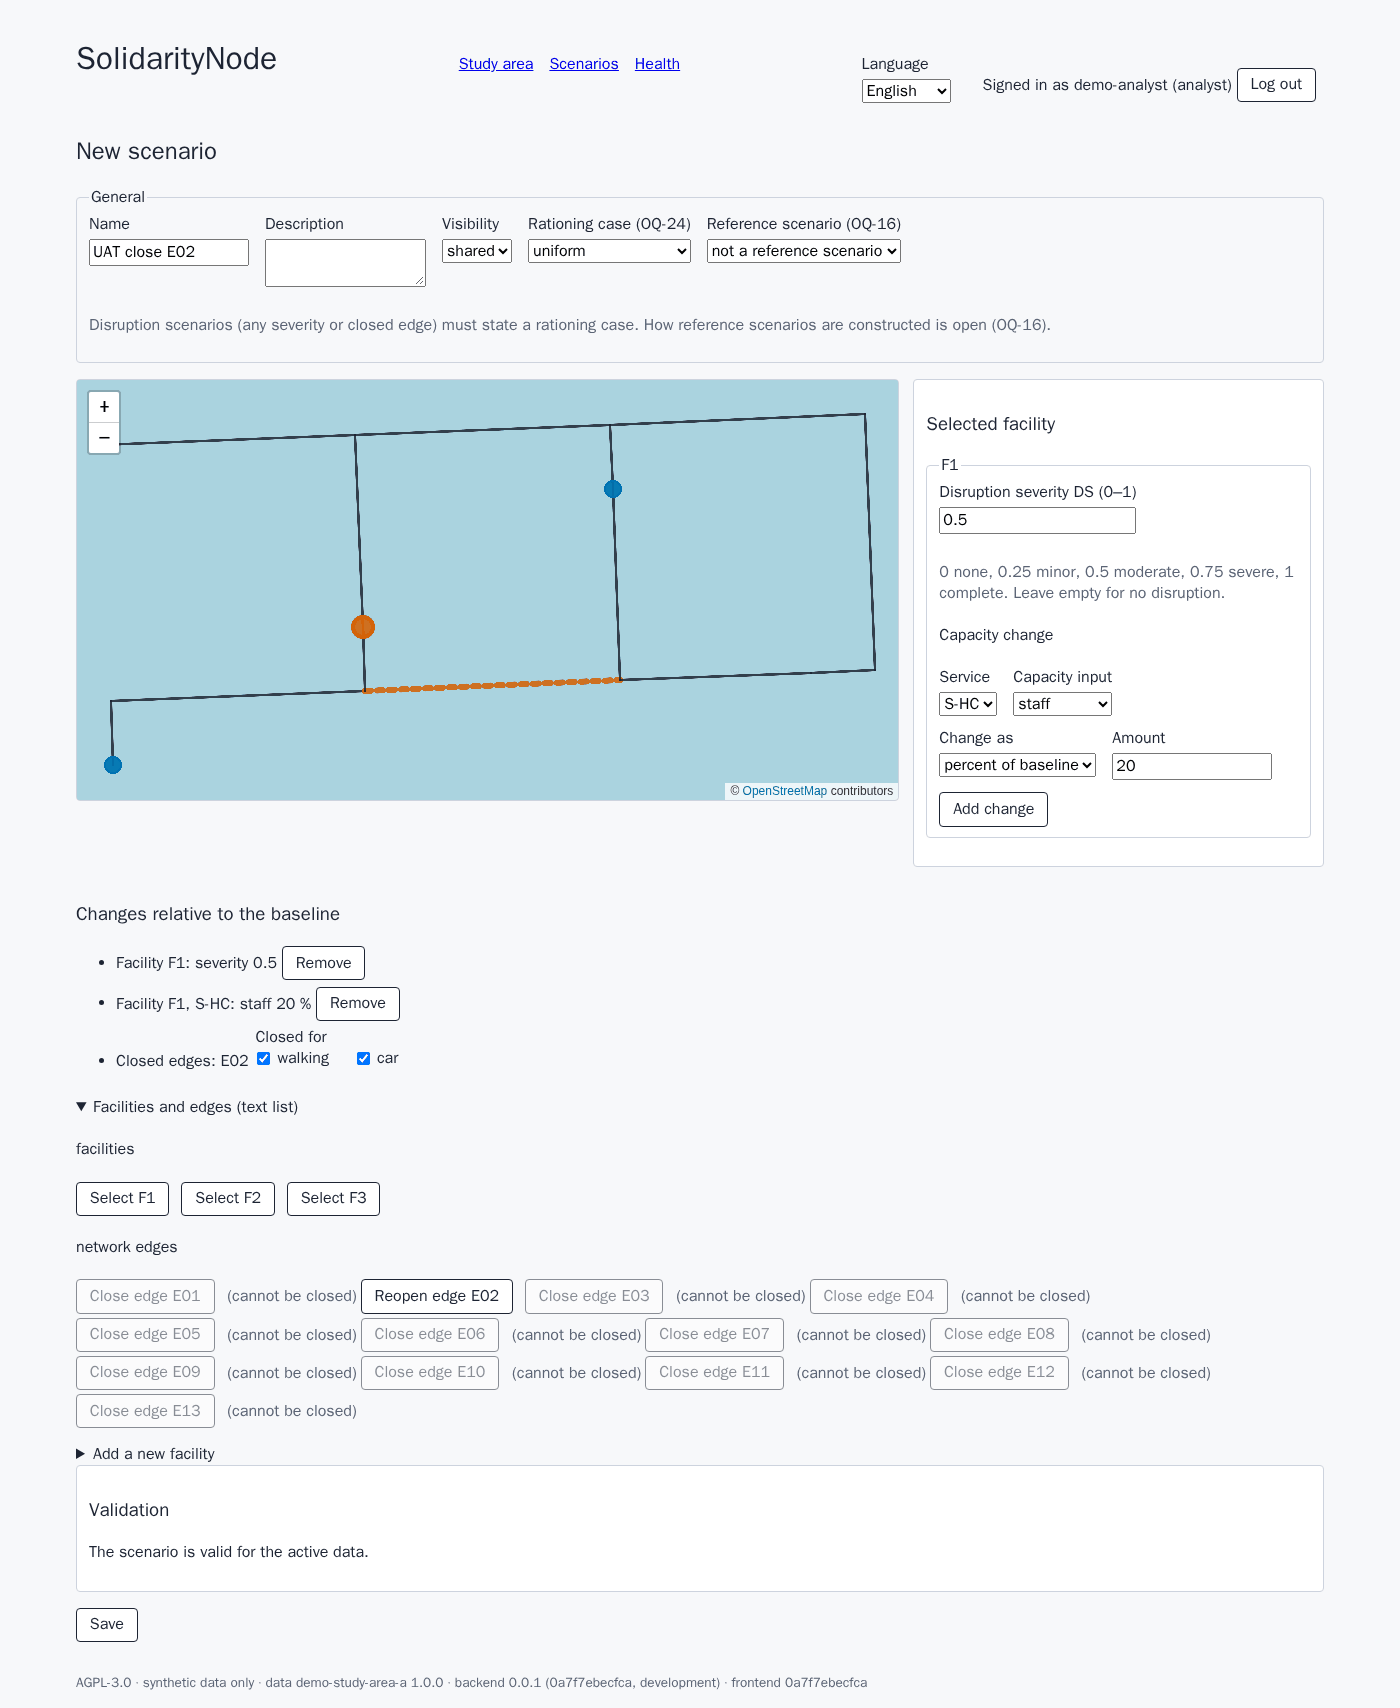 SolidarityNode
Study area Scenarios Health
Language
English
Signed in as demo-analyst (analyst) Log out
New scenario
General
Name Description Visibility Rationing case (OQ-24) Reference scenario (OQ-16)
UAT close E02 shared uniform not a reference scenario
Disruption scenarios (any severity or closed edge) must state a rationing case. How reference scenarios are constructed is open (OQ-16).
+
−
© OpenStreetMap contributors
Selected facility
F1
Disruption severity DS (0–1)
0.5
0 none, 0.25 minor, 0.5 moderate, 0.75 severe, 1
complete. Leave empty for no disruption.
Capacity change
Service Capacity input
S-HC staff
Change as Amount
percent of baseline 20
Add change
Changes relative to the baseline
• Facility F1: severity 0.5 Remove
• Facility F1, S-HC: staff 20 % Remove
Closed for
• Closed edges: E02 walking car
▼ Facilities and edges (text list)
facilities
Select F1 Select F2 Select F3
network edges
Close edge E01 (cannot be closed) Reopen edge E02 Close edge E03 (cannot be closed) Close edge E04 (cannot be closed)
Close edge E05 (cannot be closed) Close edge E06 (cannot be closed) Close edge E07 (cannot be closed) Close edge E08 (cannot be closed)
Close edge E09 (cannot be closed) Close edge E10 (cannot be closed) Close edge E11 (cannot be closed) Close edge E12 (cannot be closed)
Close edge E13 (cannot be closed)
▶ Add a new facility
Validation
The scenario is valid for the active data.
Save
AGPL-3.0 · synthetic data only · data demo-study-area-a 1.0.0 · backend 0.0.1 (0a7f7ebecfca, development) · frontend 0a7f7ebecfca